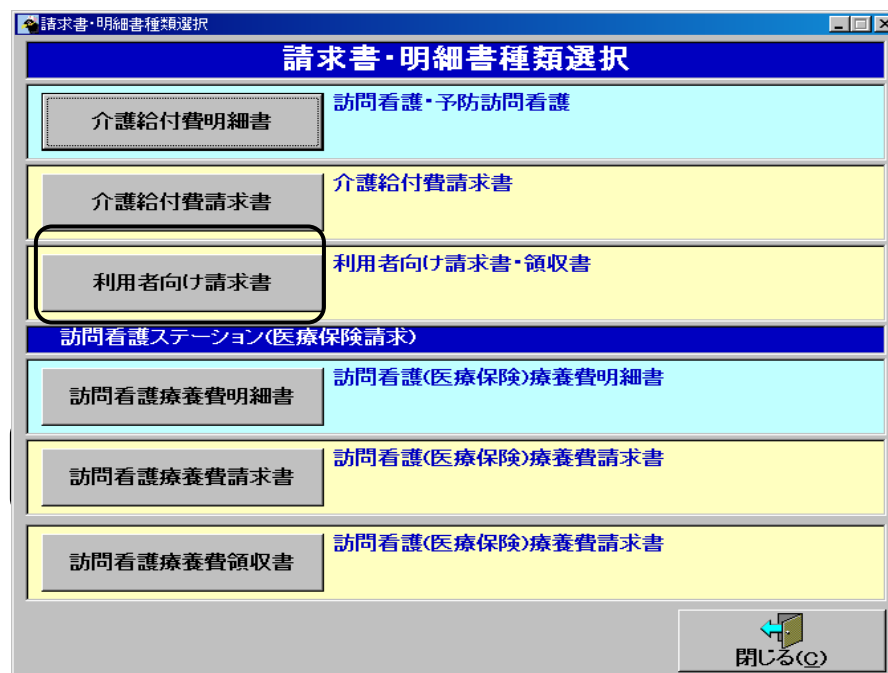 請求書・明細書種類選択
請求書・明細書種類選択
介護給付費明細書
訪問看護・予防訪問看護
介護給付費請求書
介護給付費請求書
利用者向け請求書
利用者向け請求書・領収書
訪問看護ステーション(医療保険請求)
訪問看護療養費明細書
訪問看護(医療保険)療養費明細書
訪問看護療養費請求書
訪問看護(医療保険)療養費請求書
訪問看護療養費領収書
訪問看護(医療保険)療養費請求書
閉じる(C)